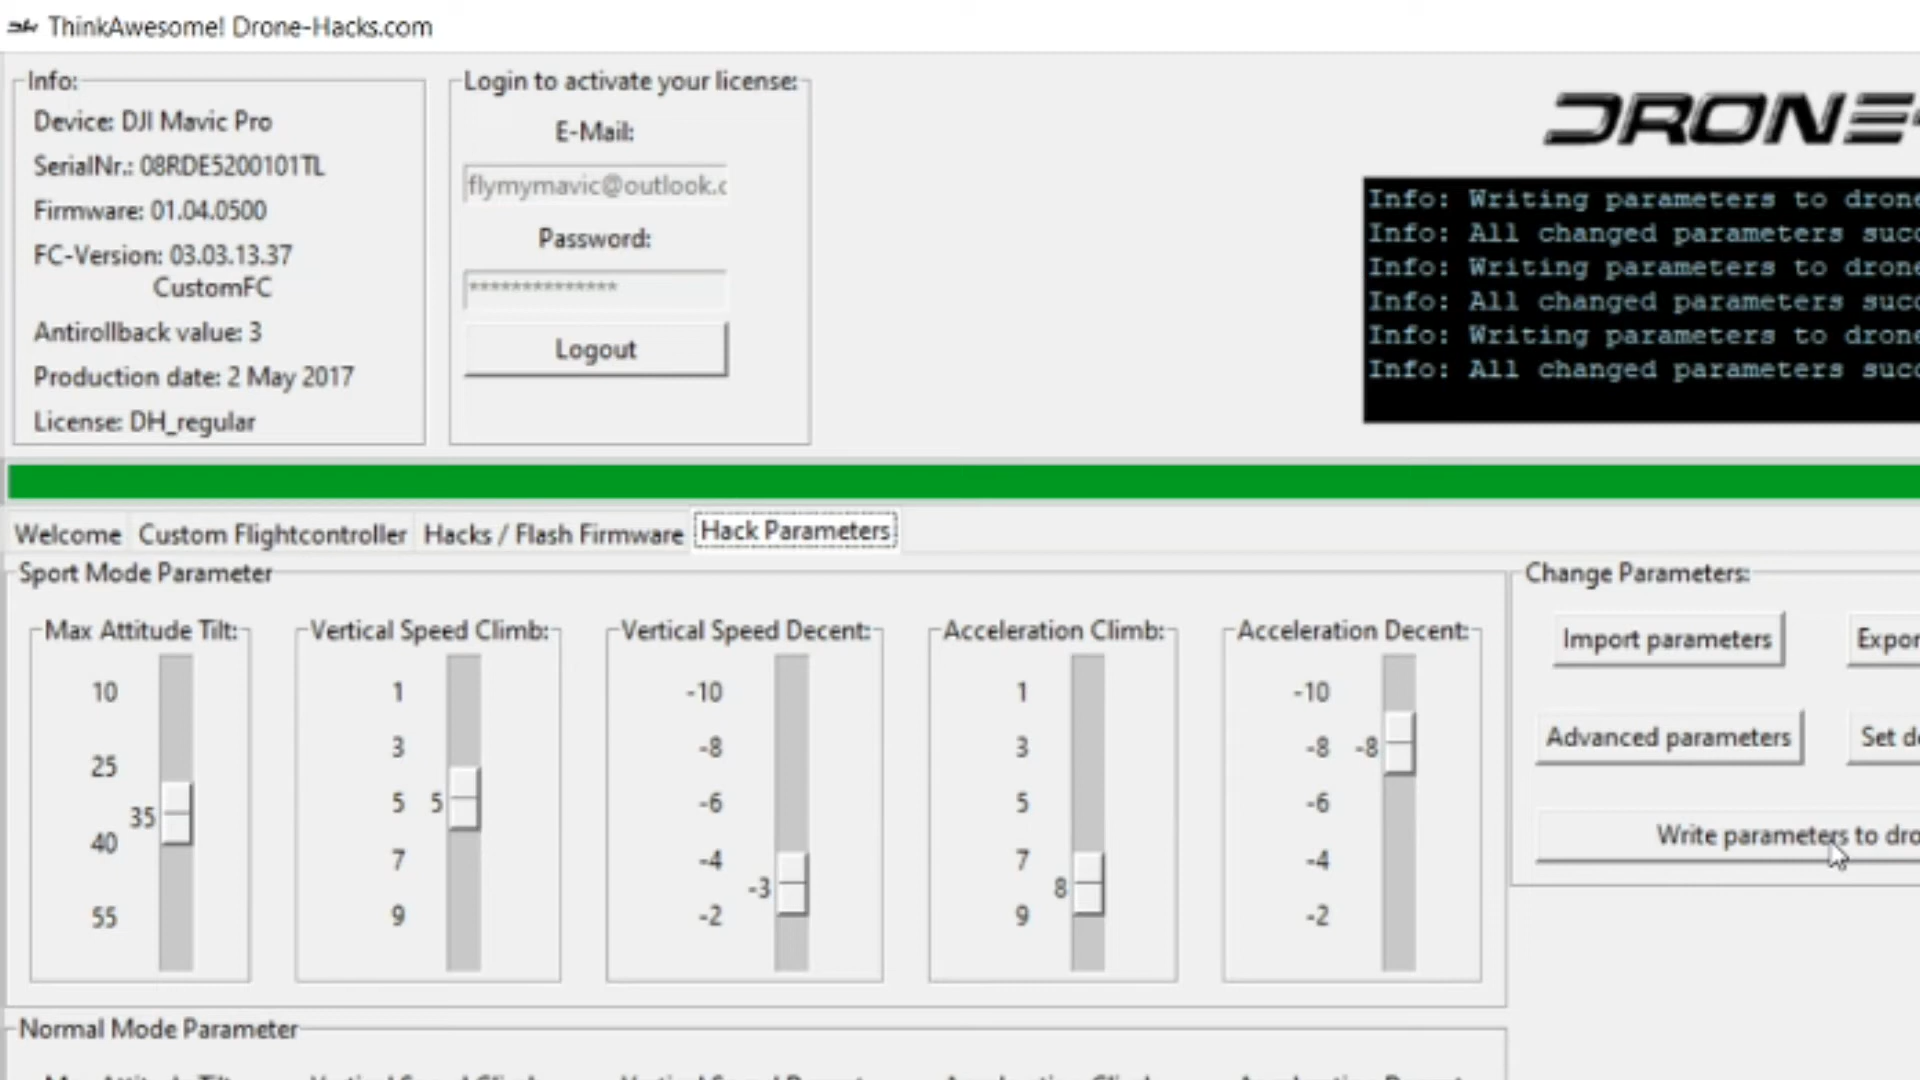 ThinkAwesome! Drone-Hacks.com
Info:
Device: DJI Mavic Pro
SerialNr.: 08RDE5200101TL
Firmware: 01.04.0500
FC-Version: 03.03.13.37
CustomFC
Antirollback value: 3
Production date: 2 May 2017
License: DH_regular
Login to activate your license:
E-Mail:
flymymavic@outlook.c
Password:
**************
Logout
DRONE-
Info: Writing parameters to drone
Info: All changed parameters succ
Info: Writing parameters to drone
Info: All changed parameters succ
Info: Writing parameters to drone
Info: All changed parameters succ
Welcome Custom Flightcontroller Hacks / Flash Firmware Hack Parameters
Sport Mode Parameter
Max Attitude Tilt:
10
25
35
40
55
Vertical Speed Climb:
1
3
5 5
7
9
Vertical Speed Decent:
-10
-8
-6
-4
-3
-2
Acceleration Climb:
1
3
5
7
8
9
Acceleration Decent:
-10
-8 -8
-6
-4
-2
Change Parameters:
Import parameters Expor
Advanced parameters Set de
Write parameters to dro
Normal Mode Parameter